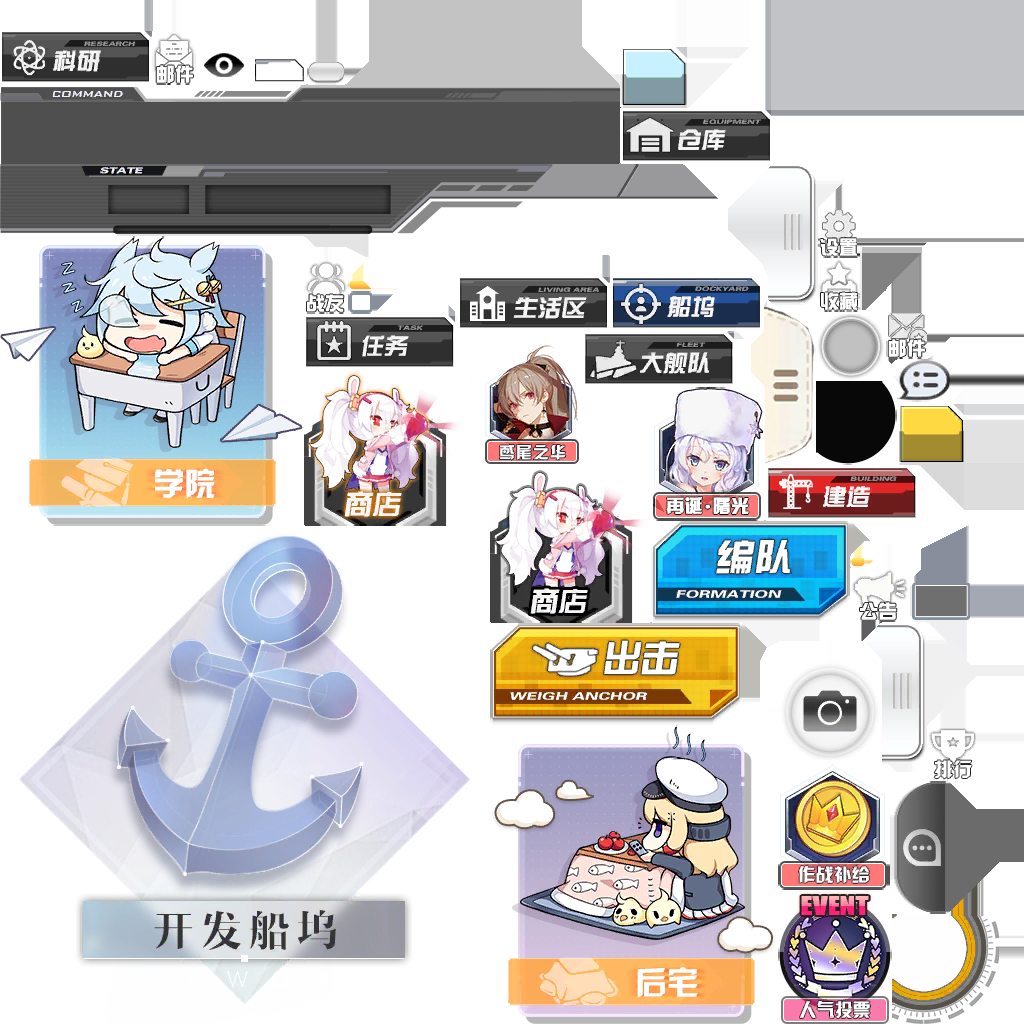 RESEARCH
科研
邮件
COMMAND
EQUIPMENT
仓库
STATE
设置
战友
收藏
LIVING AREA
生活区
DOCKYARD
船坞
TASK
任务
FLEET
大舰队
邮件
Z
Z
Z
学院
商店
鸢尾之华
再诞·曙光
BUILDING
建造
商店
编队
FORMATION
公告
出击
WEIGH ANCHOR
排行
作战补给
EVENT
人气投票
开发船坞
W
后宅